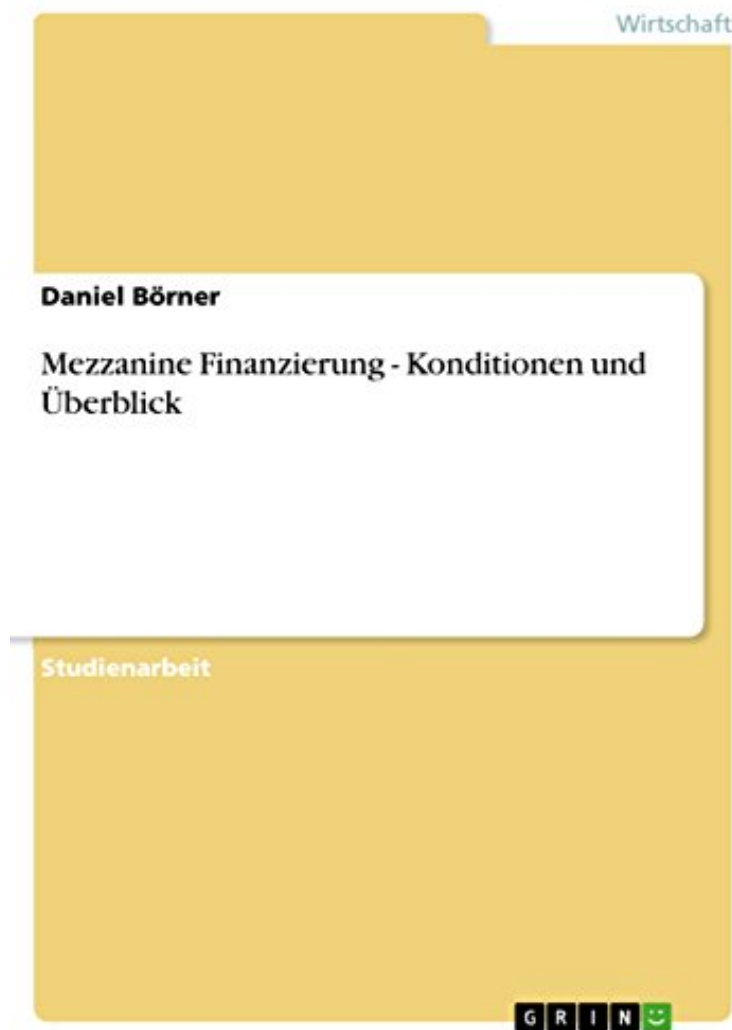 Wirtschaft
Daniel Börner
Mezzanine Finanzierung - Konditionen und
Überblick
Studienarbeit
GRIN